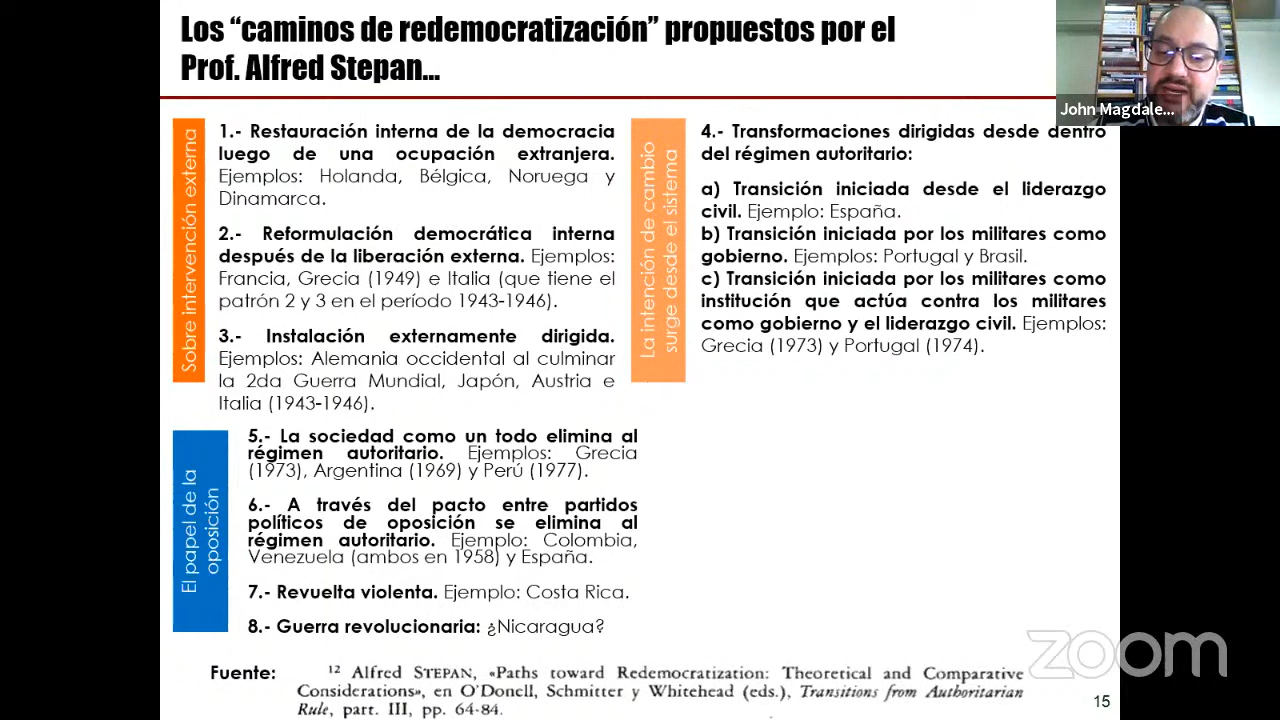 Los “caminos de redemocratización” propuestos por el
Prof. Alfred Stepan…
John Magdale...
Sobre intervención externa
1.- Restauración interna de la democracia
luego de una ocupación extranjera.
Ejemplos: Holanda, Bélgica, Noruega y
Dinamarca.
2.- Reformulación democrática interna
después de la liberación externa. Ejemplos:
Francia, Grecia (1949) e Italia (que tiene el
patrón 2 y 3 en el período 1943-1946).
3.- Instalación externamente dirigida.
Ejemplos: Alemania occidental al culminar
la 2da Guerra Mundial, Japón, Austria e
Italia (1943-1946).
La intención de cambio
surge desde el sistema
4.- Transformaciones dirigidas desde dentro
del régimen autoritario:
a) Transición iniciada desde el liderazgo
civil. Ejemplo: España.
b) Transición iniciada por los militares como
gobierno. Ejemplos: Portugal y Brasil.
c) Transición iniciada por los militares como
institución que actúa contra los militares
como gobierno y el liderazgo civil. Ejemplos:
Grecia (1973) y Portugal (1974).
El papel de la
oposición
5.- La sociedad como un todo elimina al
régimen autoritario. Ejemplos: Grecia
(1973), Argentina (1969) y Perú (1977).
6.- A través del pacto entre partidos
políticos de oposición se elimina al
régimen autoritario. Ejemplo: Colombia,
Venezuela (ambos en 1958) y España.
7.- Revuelta violenta. Ejemplo: Costa Rica.
8.- Guerra revolucionaria: ¿Nicaragua?
Fuente:
12 Alfred STEPAN, «Paths toward Redemocratization: Theoretical and Comparative
Considerations», en O'Donell, Schmitter y Whitehead (eds.), Transitions from Authoritarian
Rule, part. III, pp. 64-84.
zoom
15